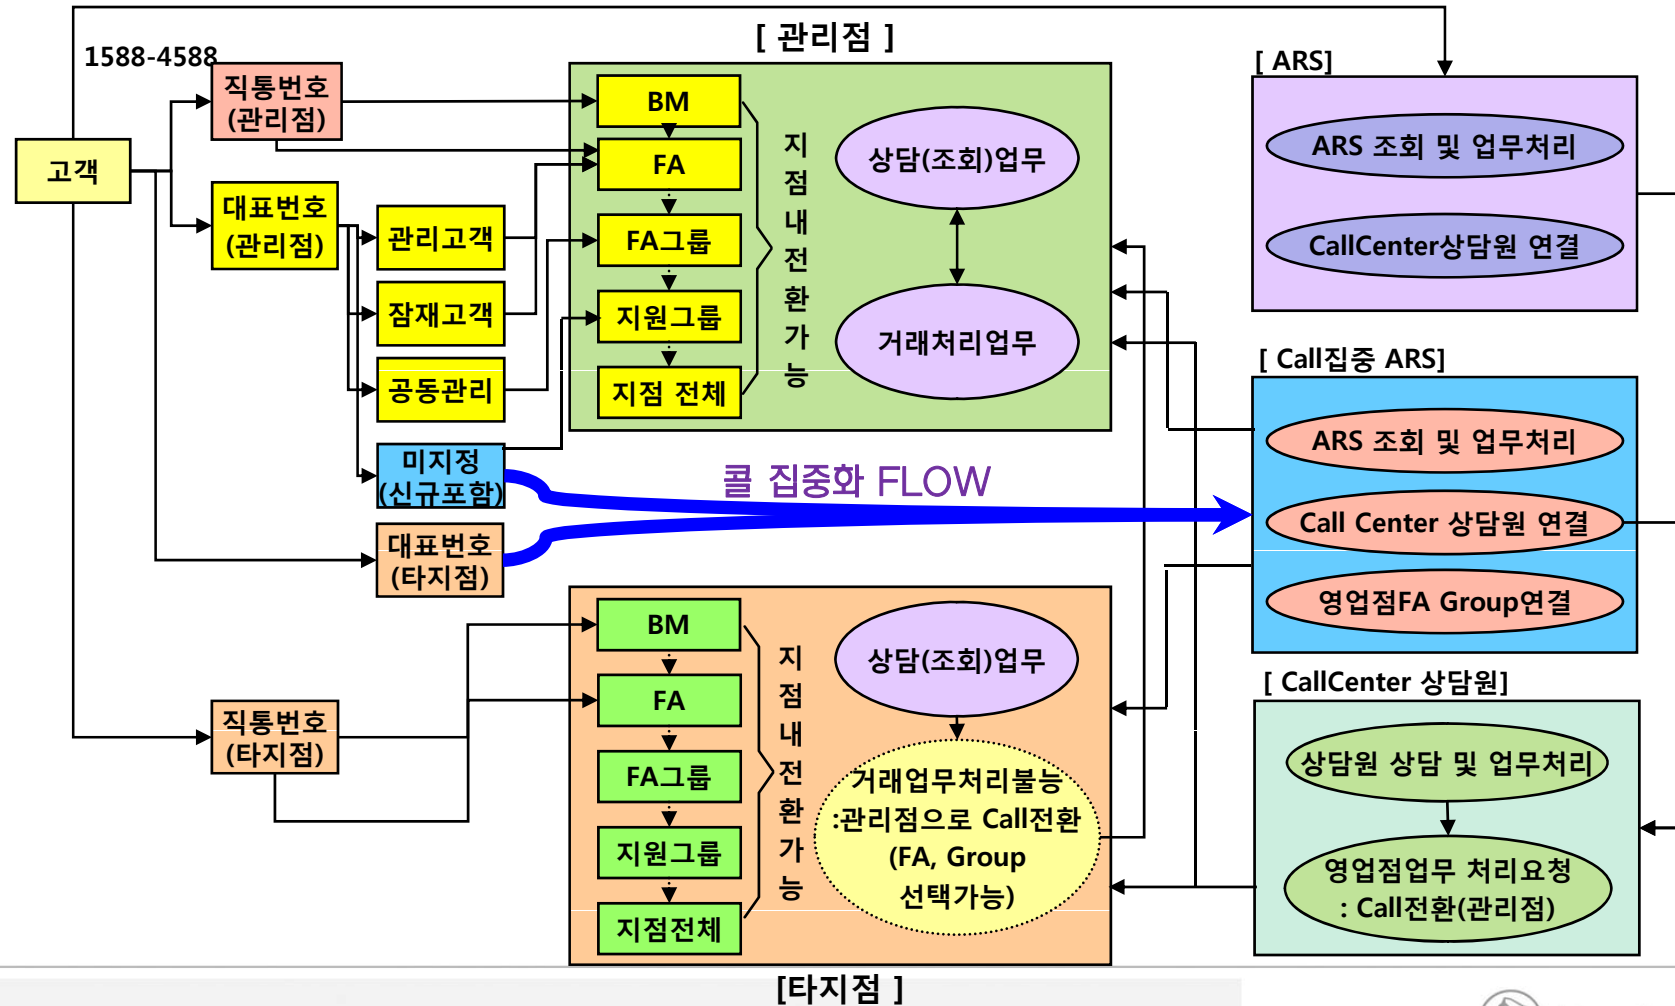 [ 관리점 ]
1588-4588
[ ARS]
직통번호
(관리점)
고객
대표번호
(관리점)
관리고객
잠재고객
공동관리
미지정
(신규포함)
대표번호
(타지점)
직통번호
(타지점)
BM
FA
FA그룹
지원그룹
지점 전체
지
점
내
전
환
가
능
상담(조회)업무
거래처리업무
ARS 조회 및 업무처리
CallCenter상담원 연결
[ Call집중 ARS]
ARS 조회 및 업무처리
Call Center 상담원 연결
영업점FA Group연결
콜 집중화 FLOW
BM
FA
FA그룹
지원그룹
지점전체
지
점
내
전
환
가
능
상담(조회)업무
거래업무처리불능
:관리점으로 Call전환
(FA, Group
선택가능)
[ CallCenter 상담원]
상담원 상담 및 업무처리
영업점업무 처리요청
: Call전환(관리점)
[타지점 ]